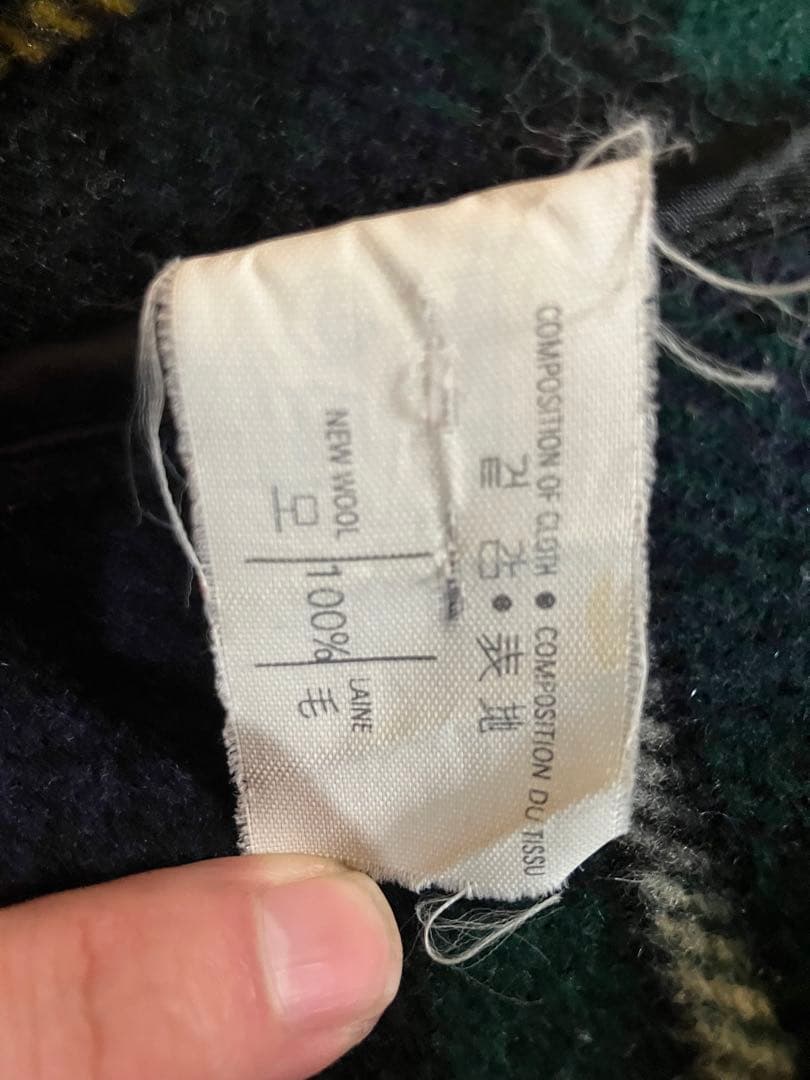 COMPOSITION OF CLOTH ● COMPOSITION DU TISSU
겉감 ● 表地
NEW WOOL LAINE
모 100% 毛